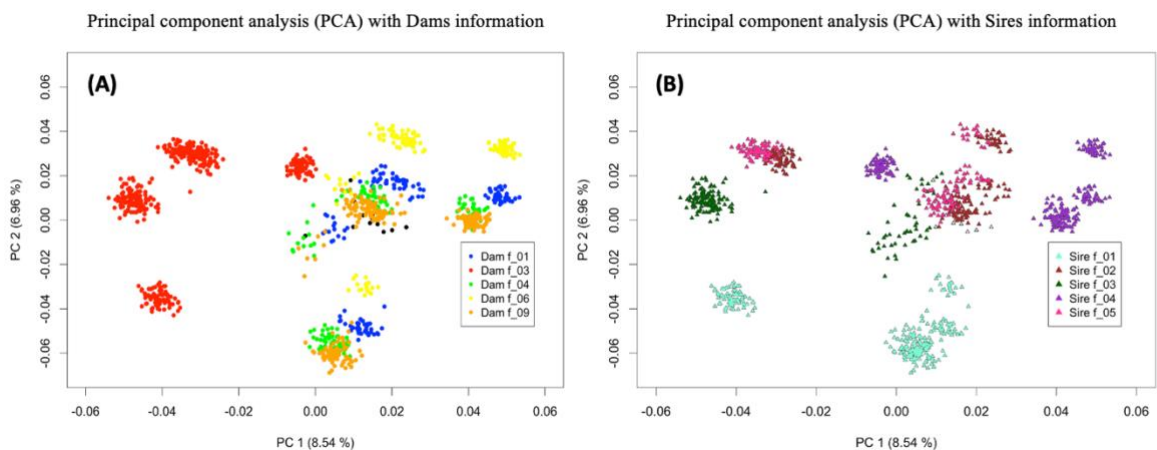 Principal component analysis (PCA) with Dams information
Principal component analysis (PCA) with Sires information
(A)
PC 2 (6.96 %)
0.06
0.04
0.02
0.00
-0.02
-0.04
-0.06
-0.06
-0.04
-0.02
0.00
0.02
0.04
0.06
PC 1 (8.54 %)
Dam f_01
Dam f_03
Dam f_04
Dam f_06
Dam f_09
(B)
PC 2 (6.96 %)
0.06
0.04
0.02
0.00
-0.02
-0.04
-0.06
-0.06
-0.04
-0.02
0.00
0.02
0.04
0.06
PC 1 (8.54 %)
Sire f_01
Sire f_02
Sire f_03
Sire f_04
Sire f_05